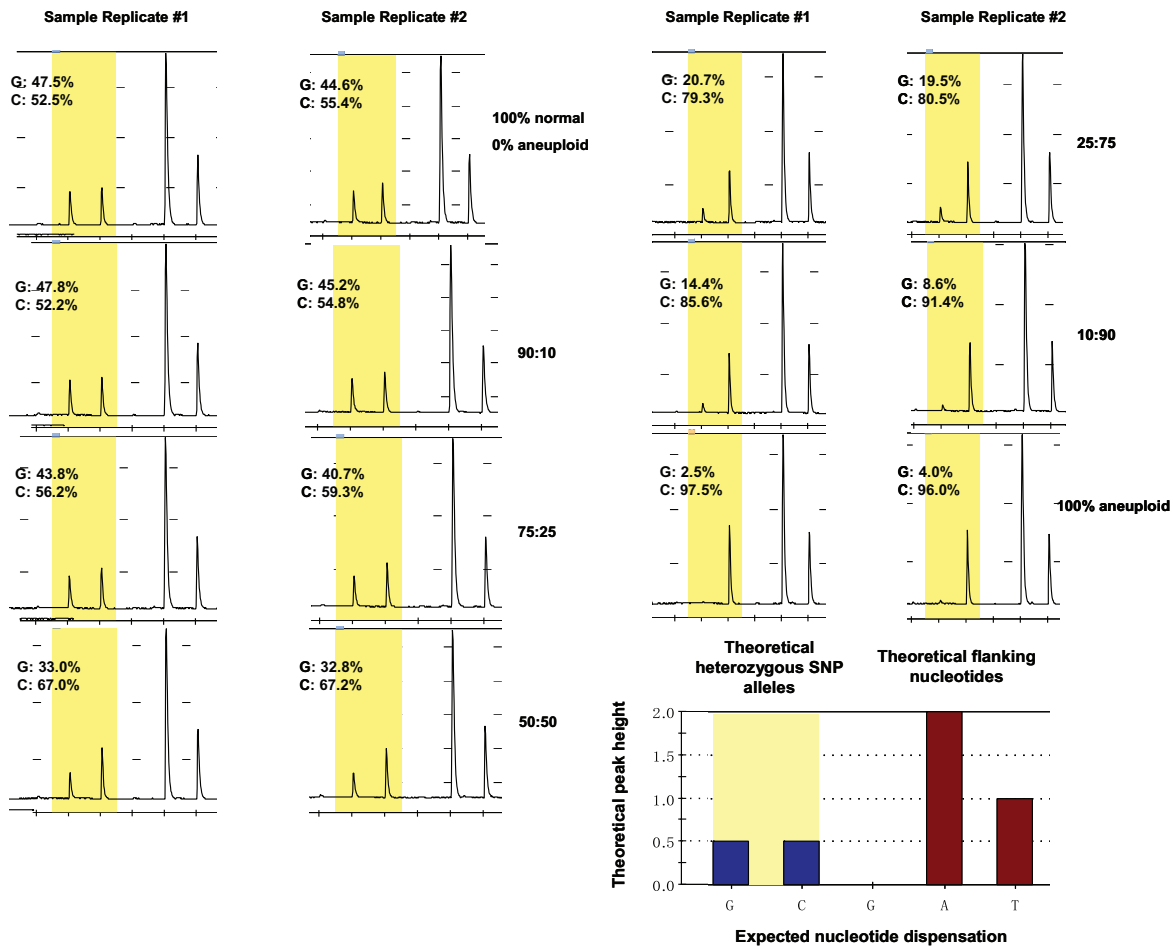 Sample Replicate #1
Sample Replicate #2
G: 47.5%
C: 52.5%
G: 44.6%
C: 55.4%
100% normal
0% aneuploid
G: 47.8%
C: 52.2%
G: 45.2%
C: 54.8%
90:10
G: 43.8%
C: 56.2%
G: 40.7%
C: 59.3%
75:25
G: 33.0%
C: 67.0%
G: 32.8%
C: 67.2%
50:50
Sample Replicate #1
Sample Replicate #2
G: 20.7%
C: 79.3%
G: 19.5%
C: 80.5%
25:75
G: 14.4%
C: 85.6%
G: 8.6%
C: 91.4%
10:90
G: 2.5%
C: 97.5%
G: 4.0%
C: 96.0%
100% aneuploid
Theoretical
heterozygous SNP
alleles
Theoretical flanking
nucleotides
Theoretical peak height
2.0
1.5
1.0
0.5
0.0
G C G A T
Expected nucleotide dispensation